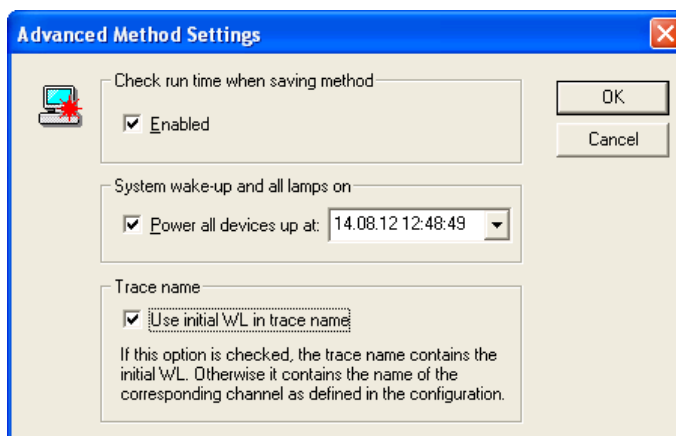 Advanced Method Settings
Check run time when saving method
Enabled
OK
Cancel
System wake-up and all lamps on
Power all devices up at: 14.08.12 12:48:49
Trace name
Use initial WL in trace name
If this option is checked, the trace name contains the
initial WL. Otherwise it contains the name of the
corresponding channel as defined in the configuration.